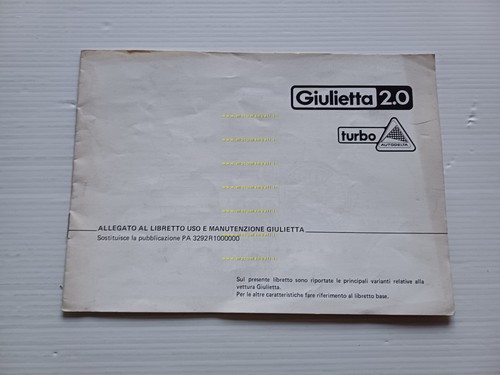 Giulietta 2.0
turbo AUTODELTA
ALLEGATO AL LIBRETTO USO E MANUTENZIONE GIULIETTA
Sostituisce la pubblicazione PA 3292R1000000
Sul presente libretto sono riportate le principali varianti relative alla
vettura Giulietta.
Per le altre caratteristiche fare riferimento al libretto base.